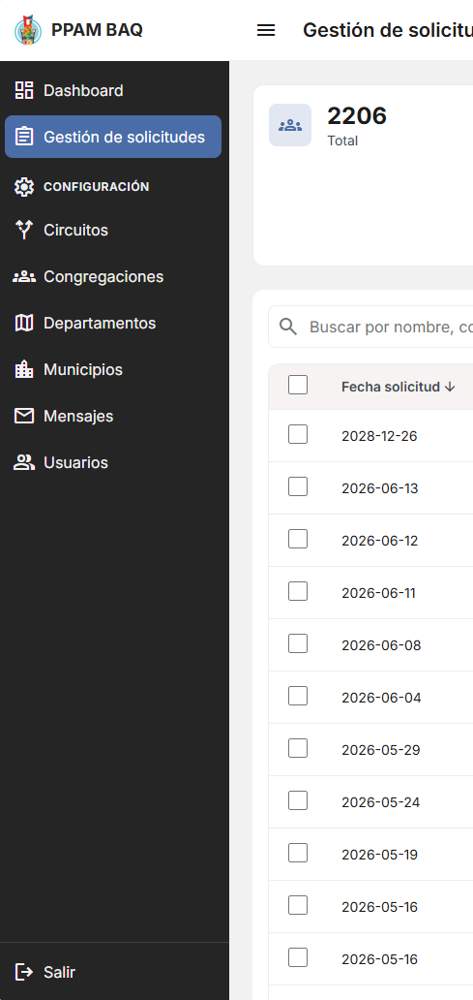 PPAM BAQ
Gestión de solicitu
Dashboard
Gestión de solicitudes
CONFIGURACIÓN
Circuitos
Congregaciones
Departamentos
Municipios
Mensajes
Usuarios
Salir
2206
Total
Buscar por nombre, co
Fecha solicitud
2028-12-26
2026-06-13
2026-06-12
2026-06-11
2026-06-08
2026-06-04
2026-05-29
2026-05-24
2026-05-19
2026-05-16
2026-05-16